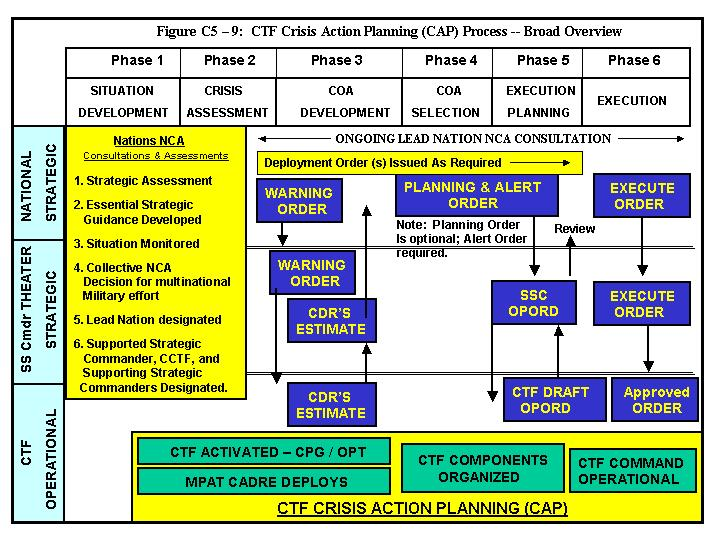 Figure C5 – 9: CTF Crisis Action Planning (CAP) Process -- Broad Overview
Phase 1
Phase 2
Phase 3
Phase 4
Phase 5
Phase 6
SITUATION
DEVELOPMENT
CRISIS
ASSESSMENT
COA
DEVELOPMENT
COA
SELECTION
EXECUTION
PLANNING
EXECUTION
NATIONAL
STRATEGIC
SS Cmdr THEATER
STRATEGIC
CTF
OPERATIONAL
Nations NCA
Consultations & Assessments
1. Strategic Assessment
2. Essential Strategic
Guidance Developed
3. Situation Monitored
4. Collective NCA
Decision for multinational
Military effort
5. Lead Nation designated
6. Supported Strategic
Commander, CCTF, and
Supporting Strategic
Commanders Designated.
ONGOING LEAD NATION NCA CONSULTATION
Deployment Order (s) Issued As Required
WARNING
ORDER
PLANNING & ALERT
ORDER
EXECUTE
ORDER
Note: Planning Order
Is optional; Alert Order
required.
Review
WARNING
ORDER
CDR'S
ESTIMATE
SSC
OPORD
EXECUTE
ORDER
CDR'S
ESTIMATE
CTF DRAFT
OPORD
Approved
ORDER
CTF ACTIVATED – CPG / OPT
MPAT CADRE DEPLOYS
CTF COMPONENTS
ORGANIZED
CTF COMMAND
OPERATIONAL
CTF CRISIS ACTION PLANNING (CAP)